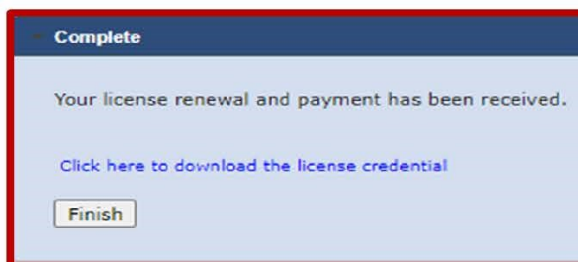 Complete
Your license renewal and payment has been received.
Click here to download the license credential
Finish